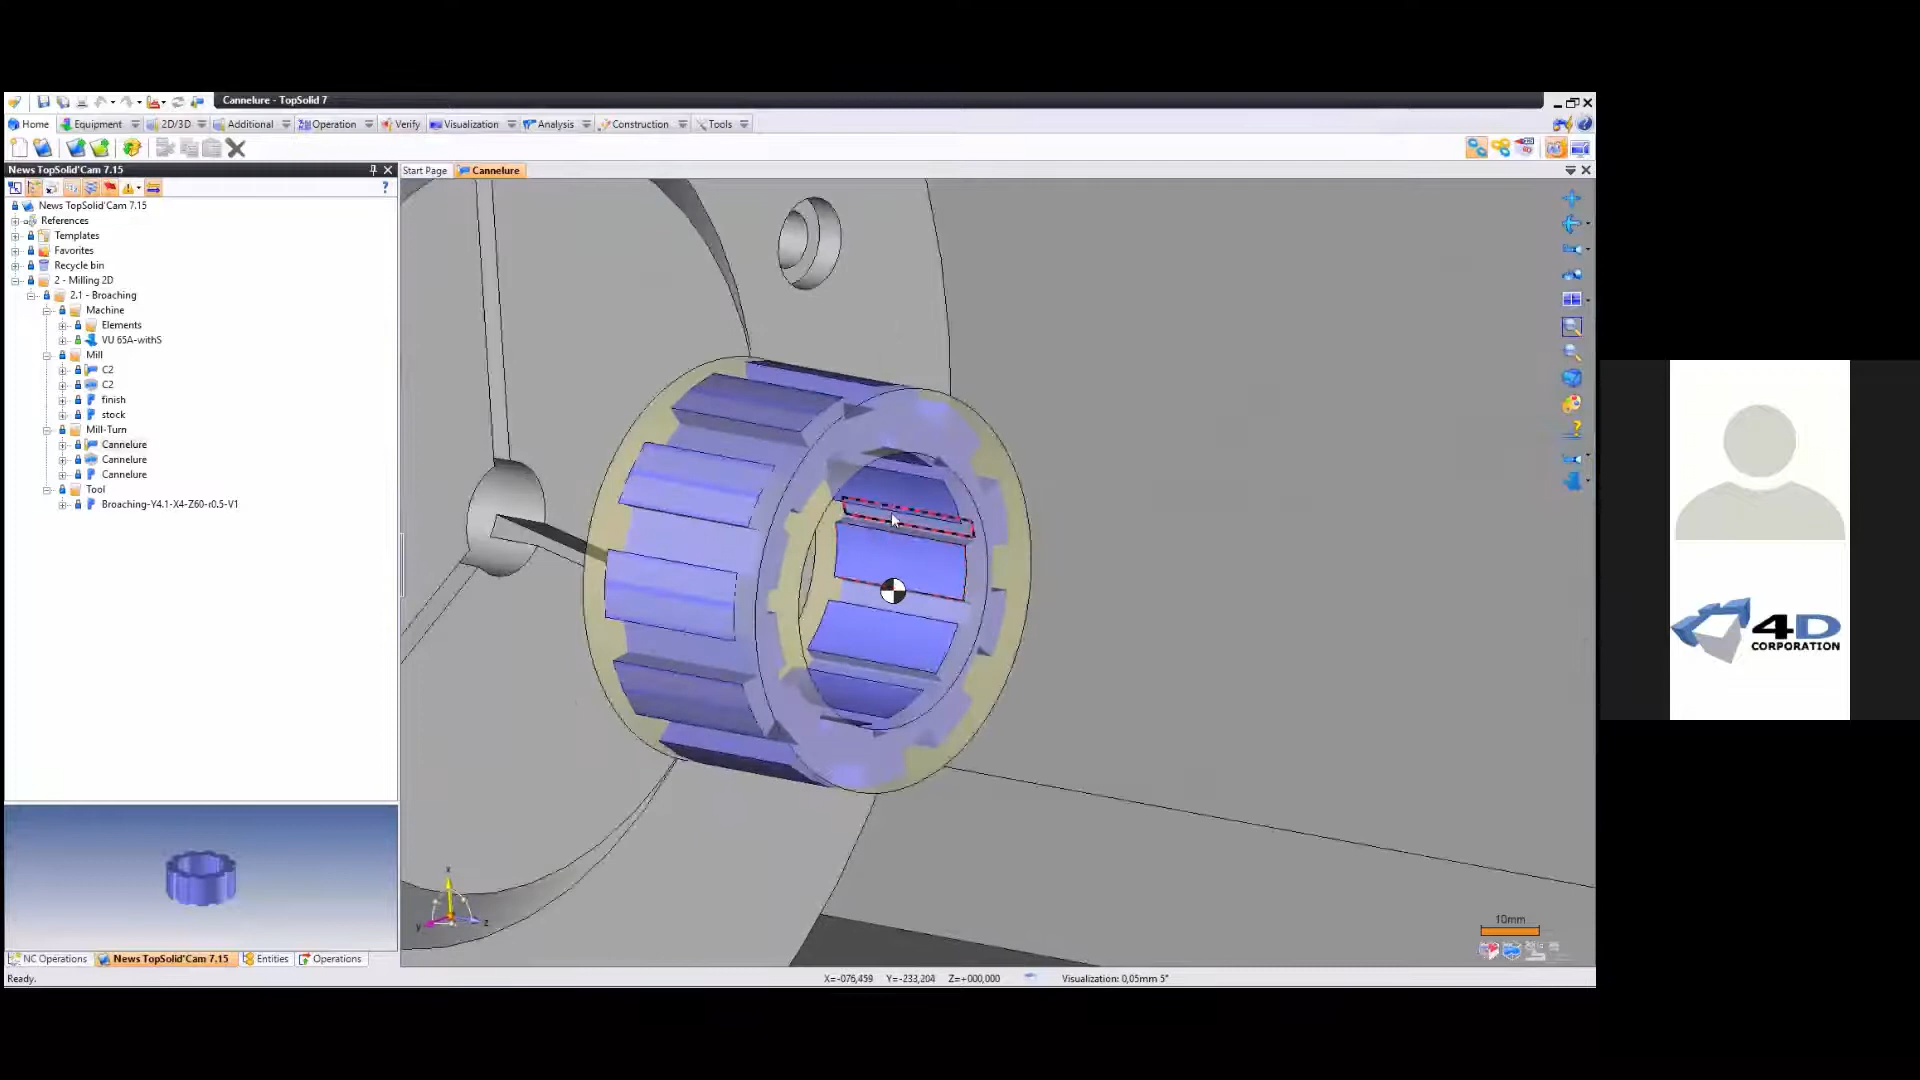 Cannelure - TopSolid 7
Home Equipment 2D/3D Additional Operation Verify Visualization Analysis Construction Tools
News TopSolid'Cam 7.15
Start Page Cannelure
?
News TopSolid'Cam 7.15
References
Templates
Favorites
Recycle bin
2 - Milling 2D
2.1 - Broaching
Machine
Elements
VU 65A-withS
Mill
C2
C2
finish
stock
Mill-Turn
Cannelure
Cannelure
Cannelure
Tool
Broaching-Y4.1-X4-Z60-r0.5-V1
4D
CORPORATION
x
y z
10mm
NC Operations News TopSolid'Cam 7.15 Entities Operations
Ready. X=-076,459 Y=-233,204 Z=+000,000 Visualization: 0,05mm 5°